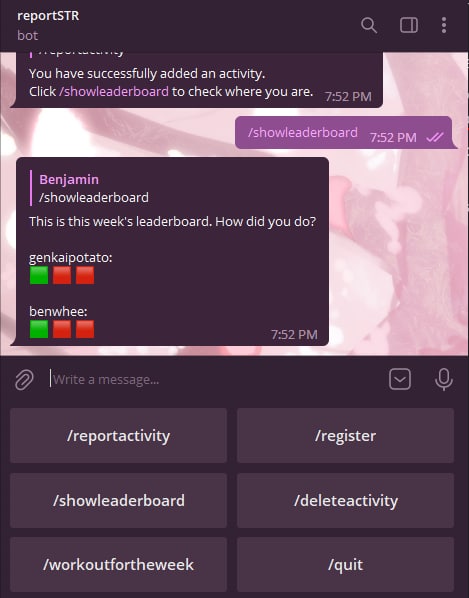 reportSTR
bot
/reportactivity
You have successfully added an activity.
Click /showleaderboard to check where you are.
7:52 PM
/showleaderboard
7:52 PM
Benjamin
/showleaderboard
This is this week's leaderboard. How did you do?
genkaipotato:
benwhee:
7:52 PM
Write a message...
/reportactivity
/register
/showleaderboard
/deleteactivity
/workoutfortheweek
/quit